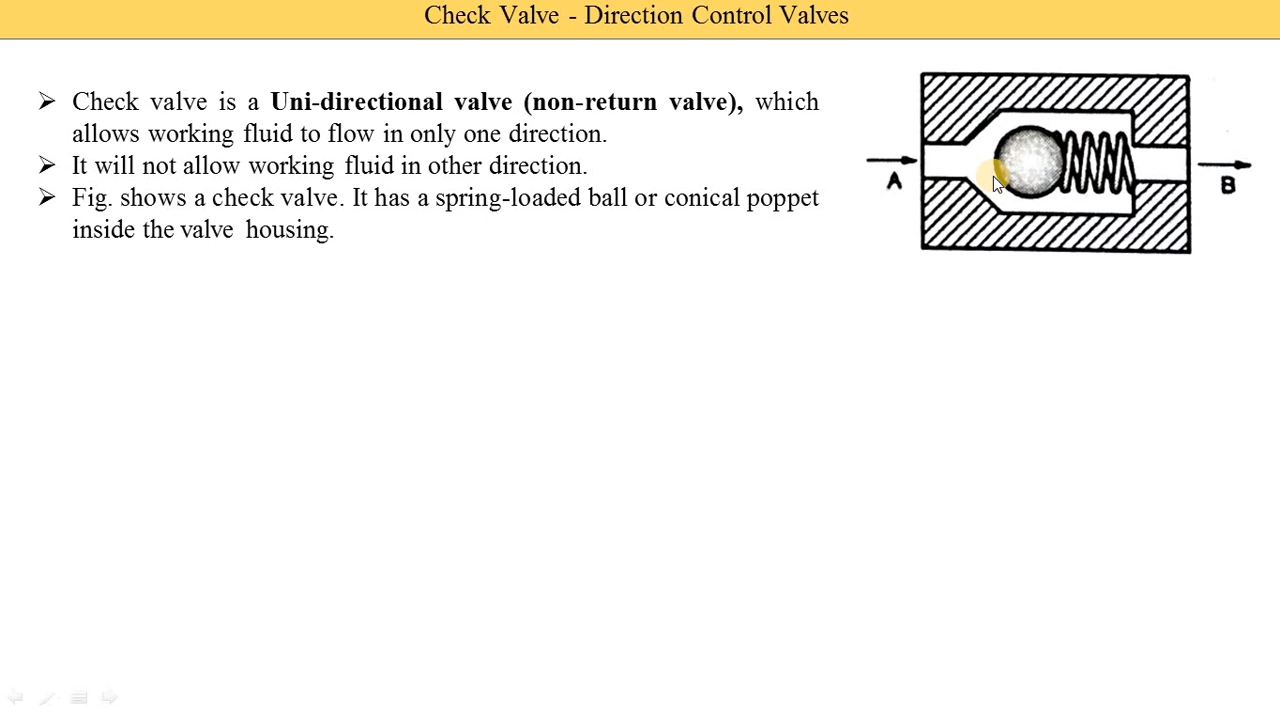 Check Valve - Direction Control Valves
➢ Check valve is a Uni-directional valve (non-return valve), which
allows working fluid to flow in only one direction.
➢ It will not allow working fluid in other direction.
➢ Fig. shows a check valve. It has a spring-loaded ball or conical poppet
inside the valve housing.
A
B